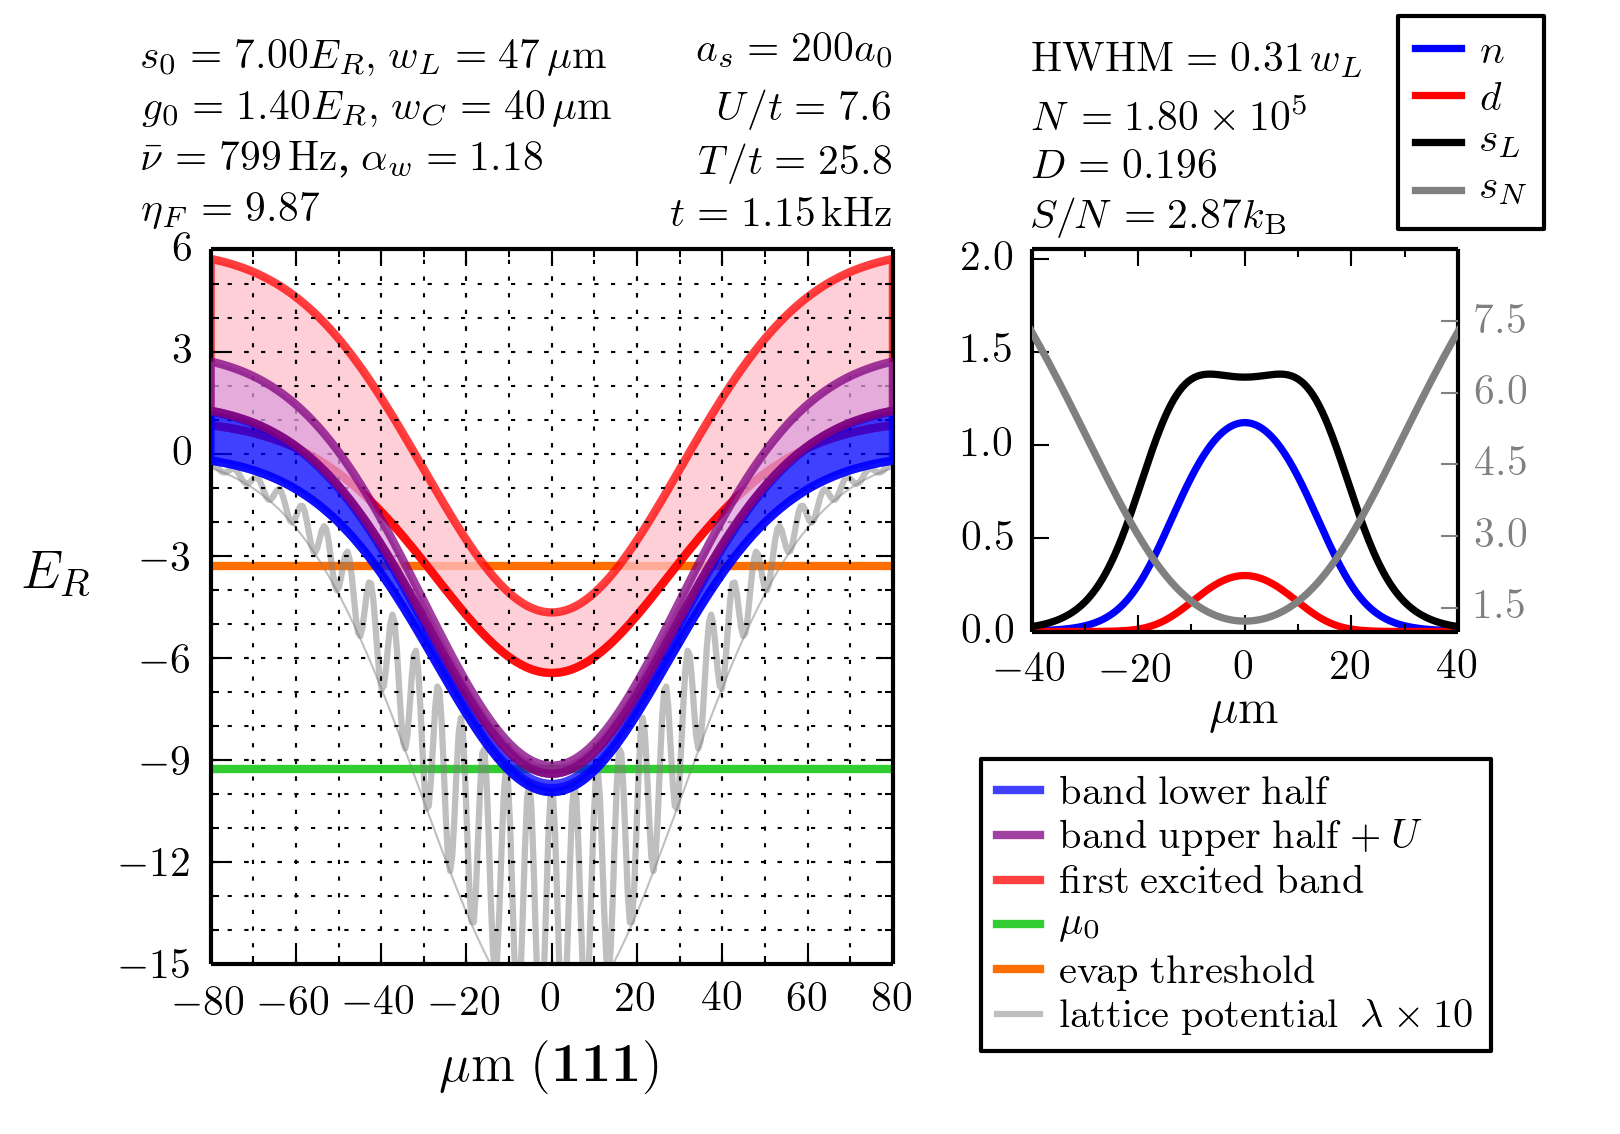 s₀ = 7.00E_R, w_L = 47 μm
g₀ = 1.40E_R, w_C = 40 μm
ν̄ = 799 Hz, α_w = 1.18
η_F = 9.87
a_s = 200a₀
U/t = 7.6
T/t = 25.8
t = 1.15 kHz
HWHM = 0.31 w_L
N = 1.80 × 10⁵
D = 0.196
S/N = 2.87k_B
n
d
s_L
s_N
6
3
0
−3
−6
−9
−12
−15
E_R
−80 −60 −40 −20 0 20 40 60 80
μm (111)
2.0
1.5
1.0
0.5
0.0
7.5
6.0
4.5
3.0
1.5
−40 −20 0 20 40
μm
band lower half
band upper half + U
first excited band
μ₀
evap threshold
lattice potential λ × 10